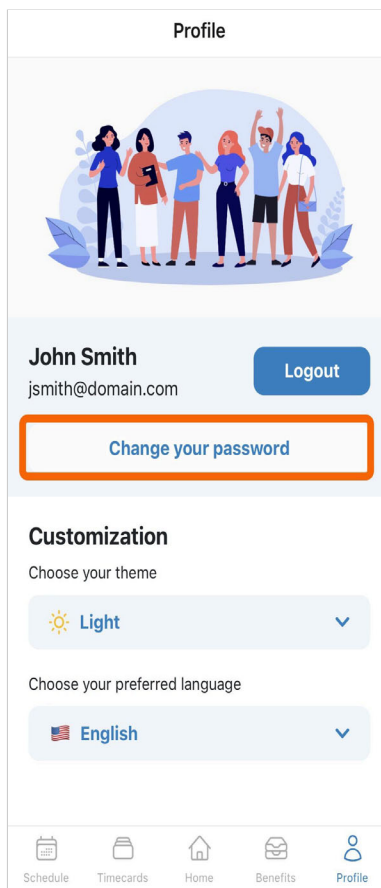 Profile
John Smith
jsmith@domain.com
Logout
Change your password
Customization
Choose your theme
Light
Choose your preferred language
English
Schedule Timecards Home Benefits Profile